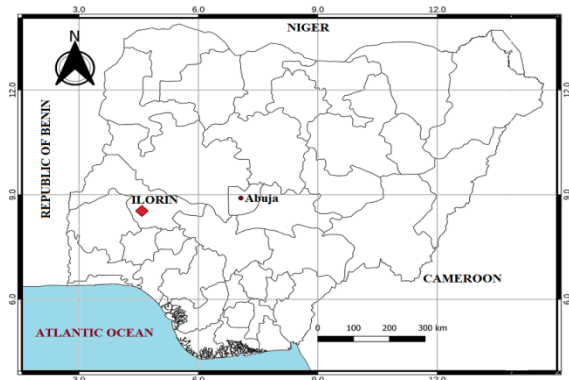 3.0 6.0 9.0 12.0
N
NIGER
12.0 12.0
REPUBLIC OF BENIN
9.0 9.0
ILORIN
Abuja
CAMEROON
6.0 6.0
ATLANTIC OCEAN
0 100 200 300 km
3.0 6.0 9.0 12.0